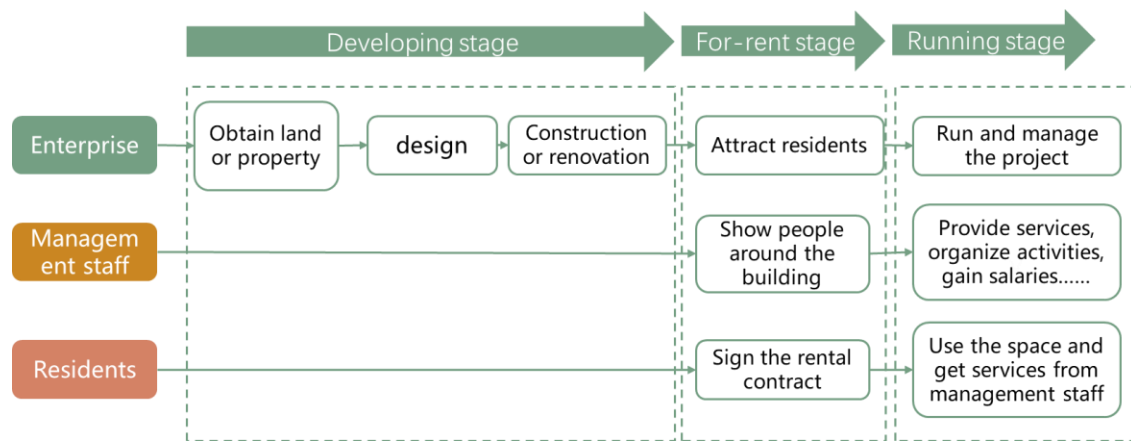 Developing stage
For-rent stage
Running stage
Enterprise
Obtain land
or property
design
Construction
or renovation
Attract residents
Run and manage
the project
Managem
ent staff
Show people
around the
building
Provide services,
organize activities,
gain salaries......
Residents
Sign the rental
contract
Use the space and
get services from
management staff